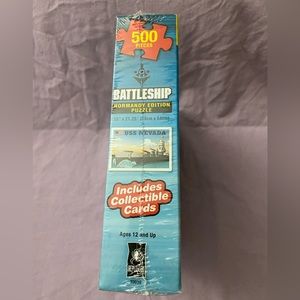 500
PIECES
BATTLESHIP
NORMANDY EDITION
PUZZLE
USS NEVADA
Includes
Collectible
Cards
Ages 12 and Up